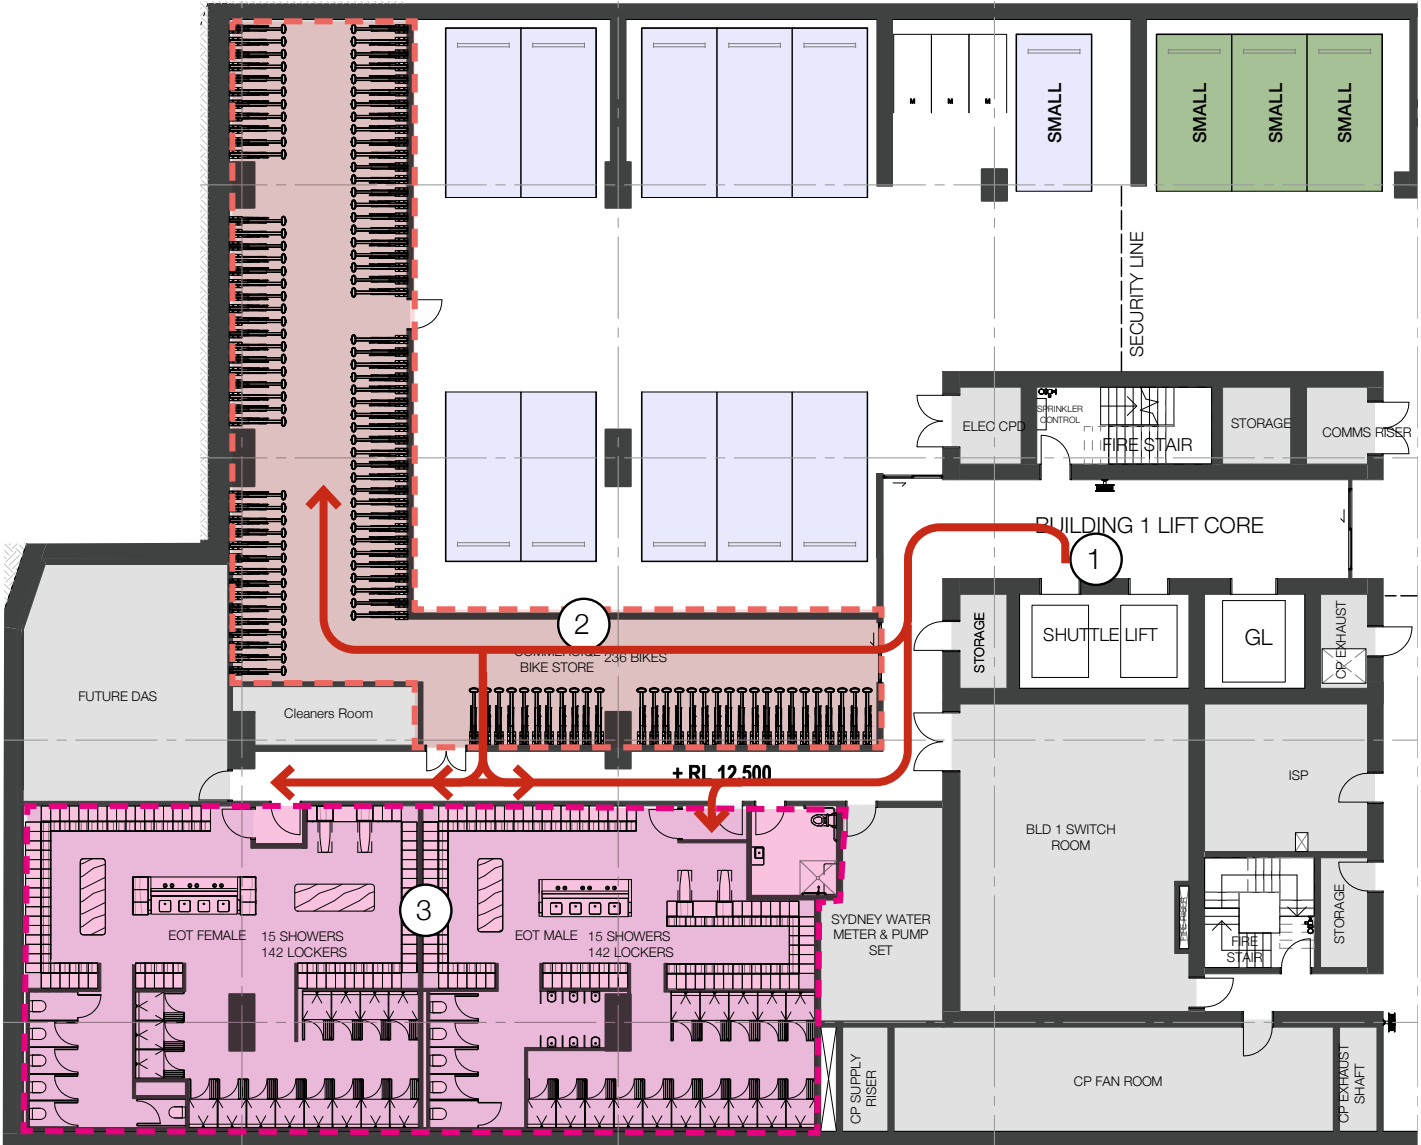 M
M
M
SMALL
SMALL
SMALL
SMALL
SECURITY LINE
ELEC CPD
SPRINKLER
CONTROL
FIRE STAIR
STORAGE
COMMS RISER
BUILDING 1 LIFT CORE
1
STORAGE
SHUTTLE LIFT
GL
CP EXHAUST
2
COMMERCIAL
BIKE STORE
236 BIKES
FUTURE DAS
Cleaners Room
+ RL 12.500
ISP
BLD 1 SWITCH
ROOM
3
EOT FEMALE
15 SHOWERS
142 LOCKERS
EOT MALE
15 SHOWERS
142 LOCKERS
SYDNEY WATER
METER & PUMP
SET
FIRE RISER
FIRE
STAIR
STORAGE
CP SUPPLY
RISER
CP FAN ROOM
CP EXHAUST
SHAFT